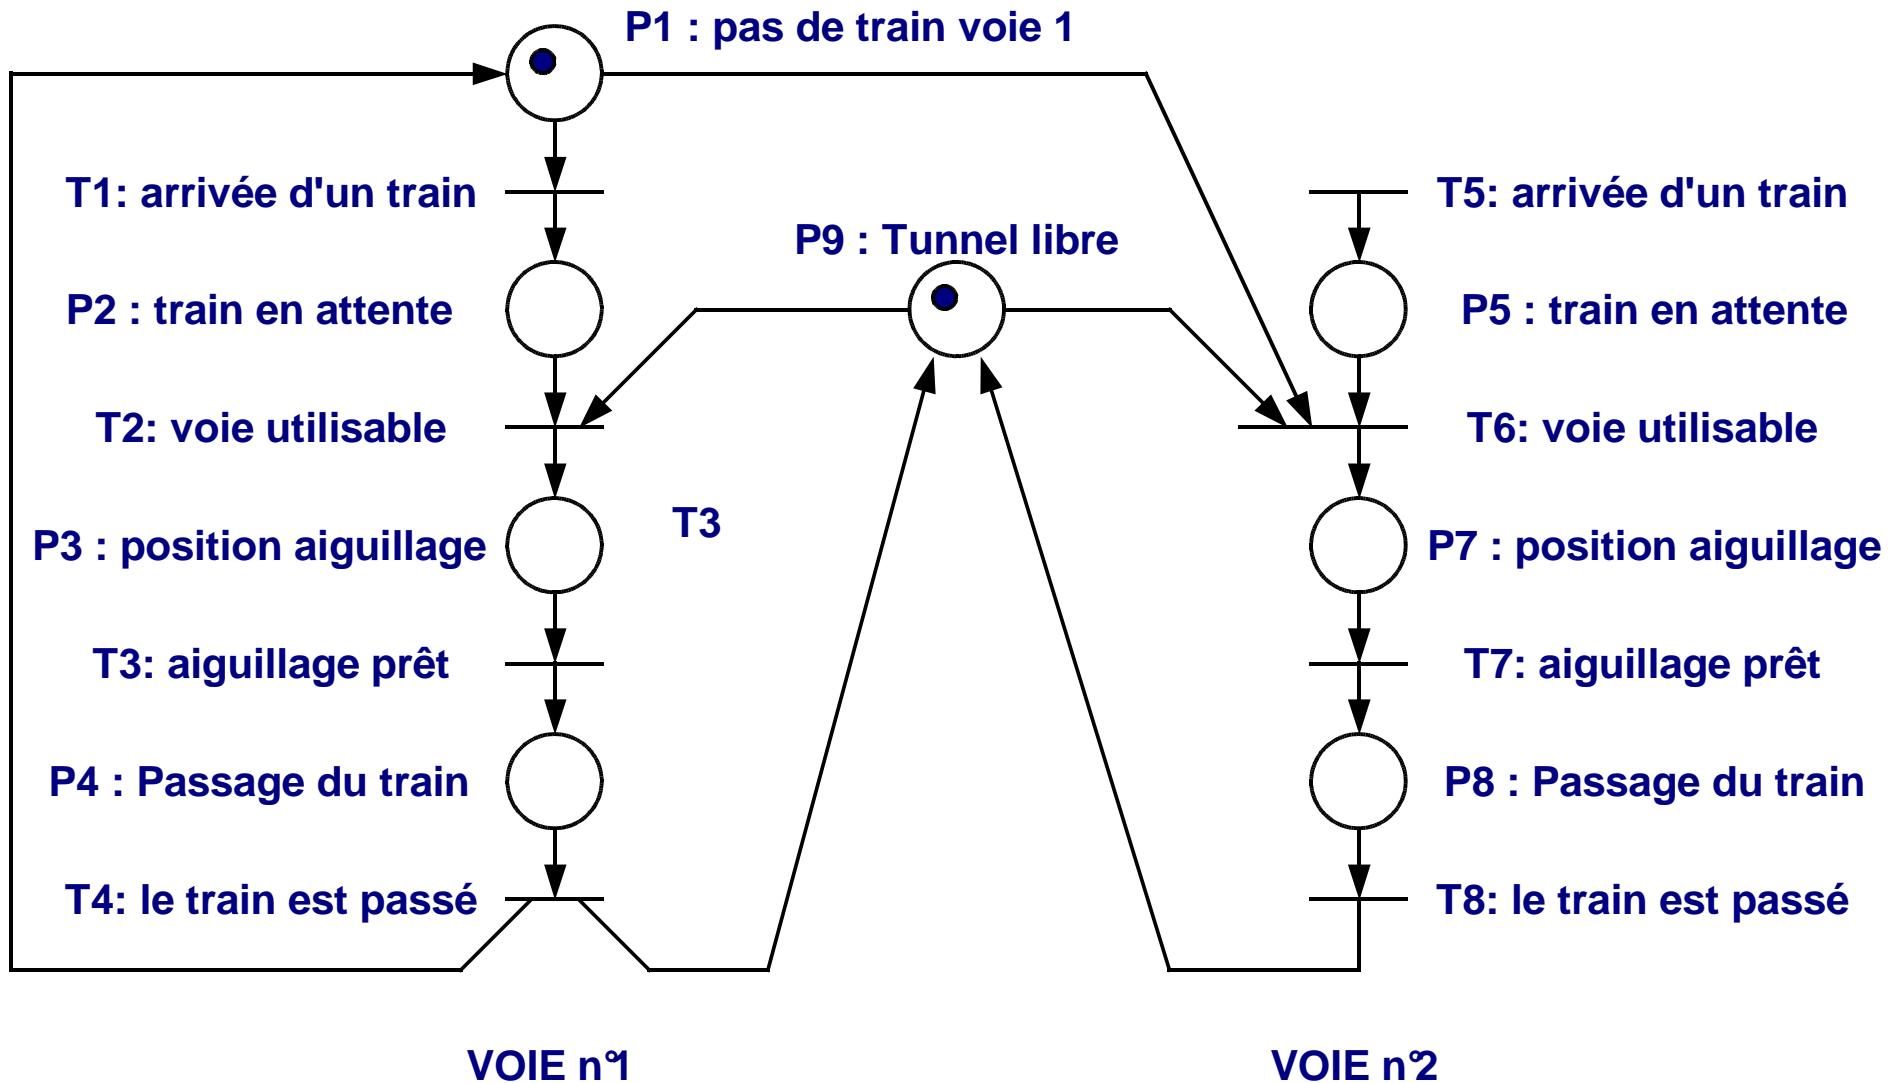 P1 : pas de train voie 1
T1: arrivée d'un train
T5: arrivée d'un train
P9 : Tunnel libre
P2 : train en attente
P5 : train en attente
T2: voie utilisable
T6: voie utilisable
T3
P3 : position aiguillage
P7 : position aiguillage
T3: aiguillage prêt
T7: aiguillage prêt
P4 : Passage du train
P8 : Passage du train
T4: le train est passé
T8: le train est passé
VOIE n°1
VOIE n°2